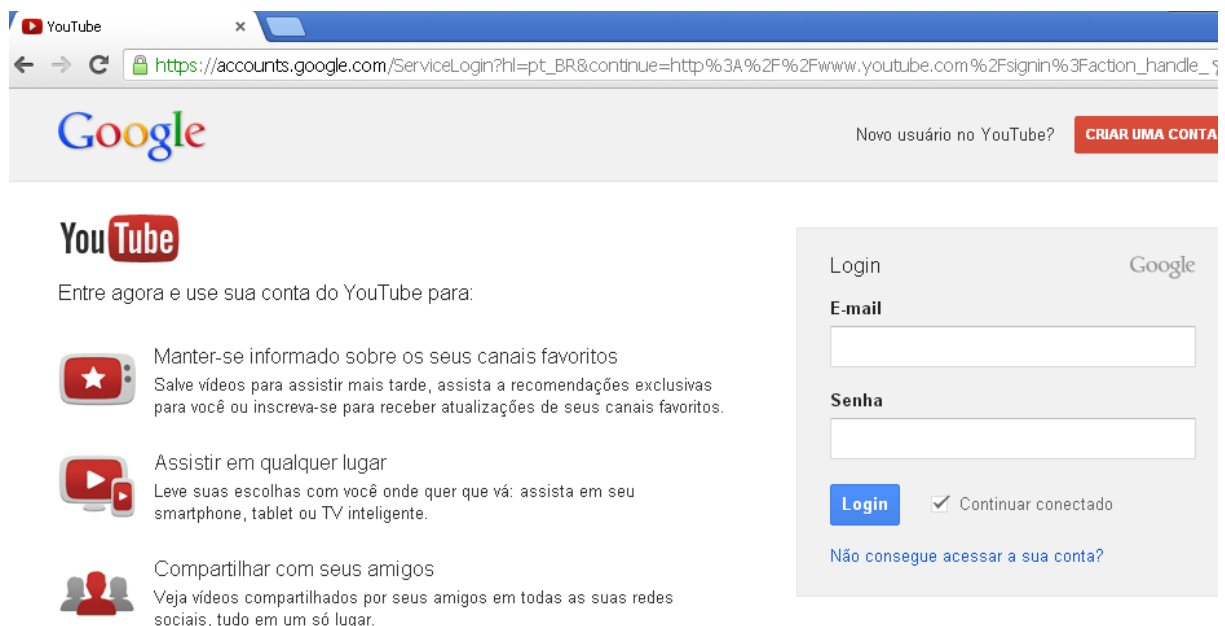 YouTube
https://accounts.google.com/ServiceLogin?hl=pt_BR&continue=http%3A%2F%2Fwww.youtube.com%2Fsignin%3Faction_handle_
Google
Novo usuário no YouTube?
CRIAR UMA CONTA
YouTube
Entre agora e use sua conta do YouTube para:
Manter-se informado sobre os seus canais favoritos
Salve vídeos para assistir mais tarde, assista a recomendações exclusivas
para você ou inscreva-se para receber atualizações de seus canais favoritos.
Assistir em qualquer lugar
Leve suas escolhas com você onde quer que vá: assista em seu
smartphone, tablet ou TV inteligente.
Compartilhar com seus amigos
Veja vídeos compartilhados por seus amigos em todas as suas redes
sociais, tudo em um só lugar.
Login
Google
E-mail
Senha
Login
Continuar conectado
Não consegue acessar a sua conta?